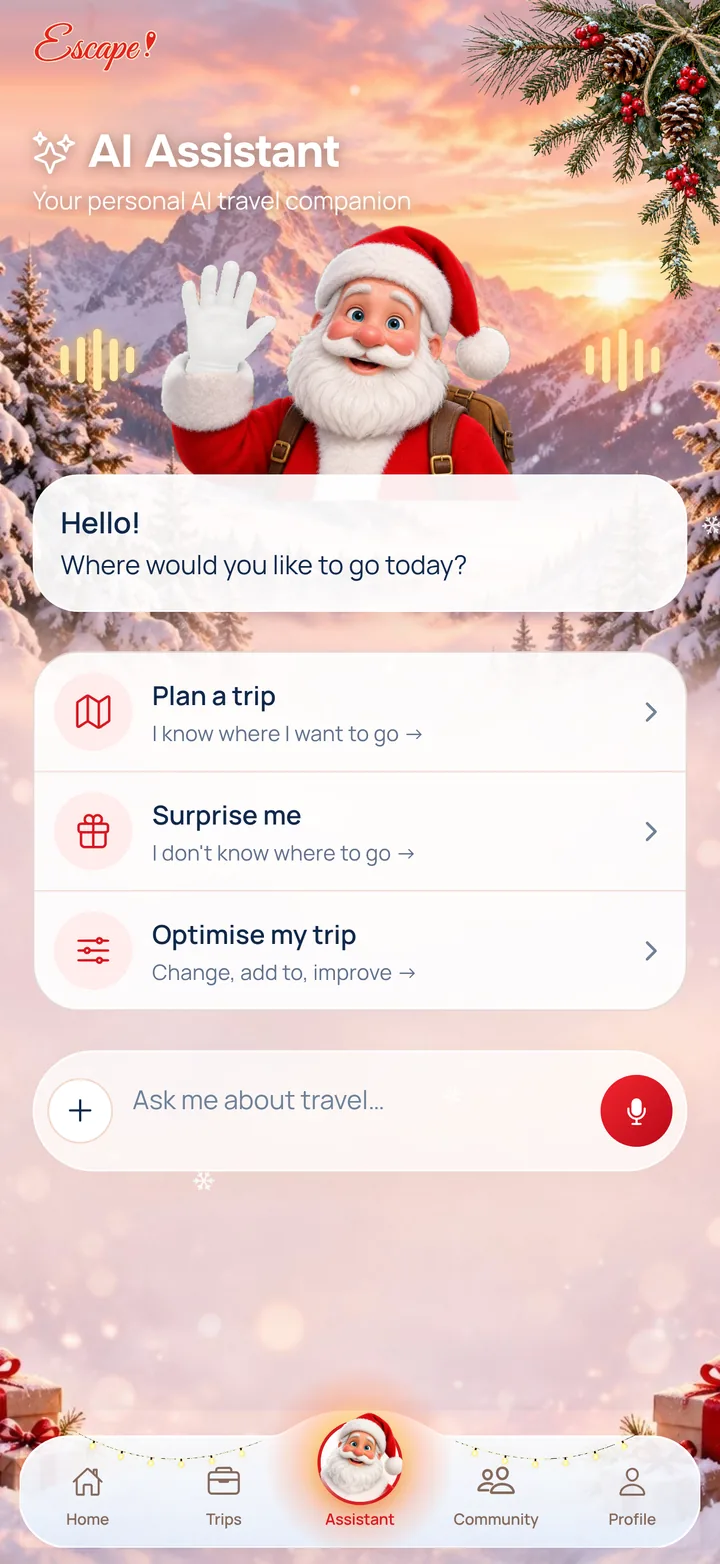 Escape!
AI Assistant
Your personal AI travel companion
Hello!
Where would you like to go today?
Plan a trip
I know where I want to go →
Surprise me
I don't know where to go →
Optimise my trip
Change, add to, improve →
Ask me about travel...
Home
Trips
Assistant
Community
Profile